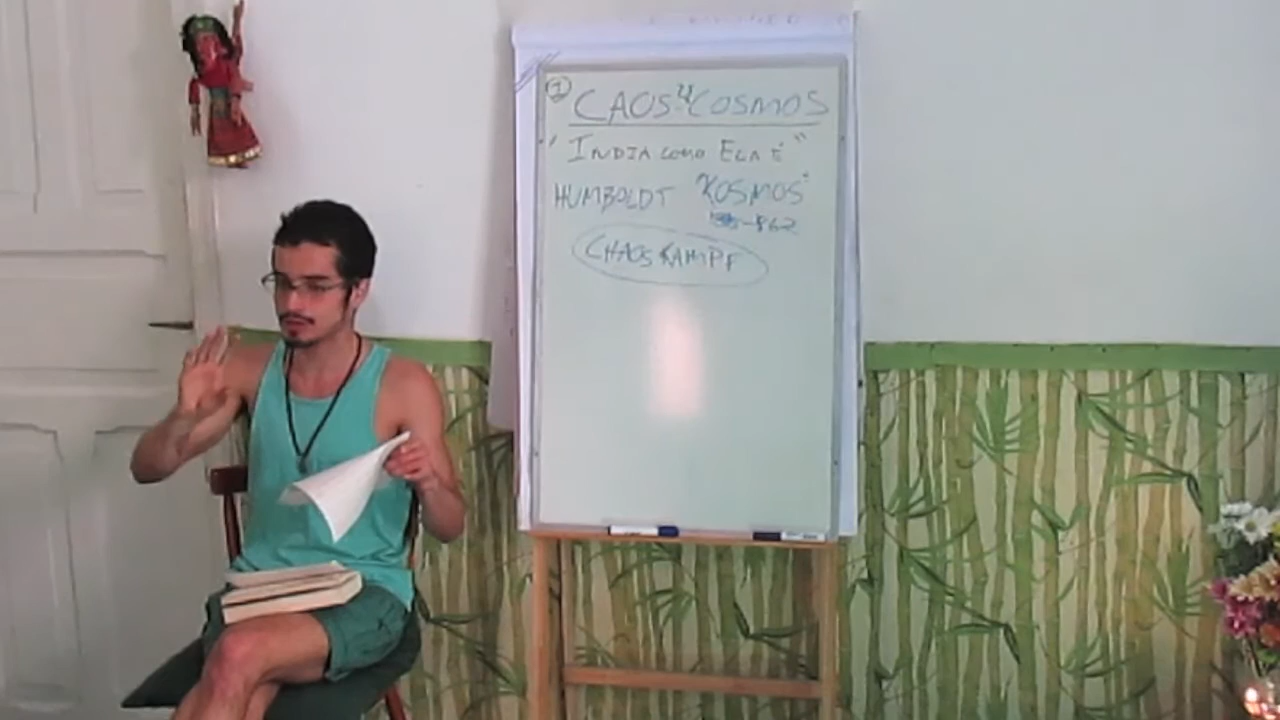 ① CAOS COSMOS
"INDIA como ELA É"
HUMBOLDT "KOSMOS"
-862
CHAOSKAMPF